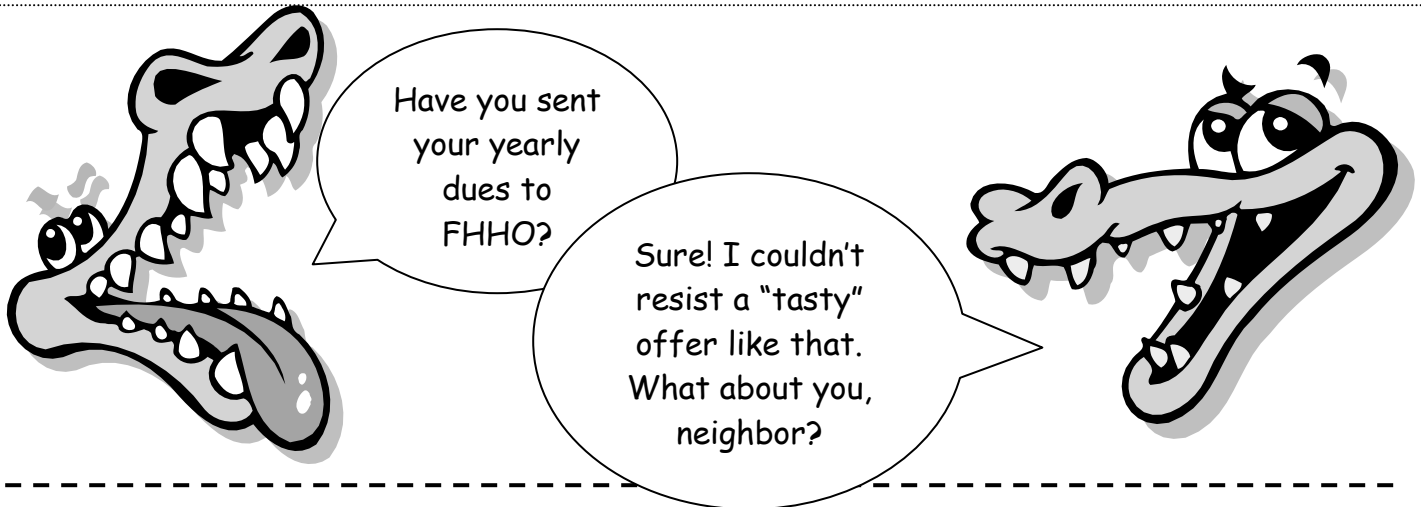 Have you sent
your yearly
dues to
FHHO?
Sure! I couldn’t
resist a “tasty”
offer like that.
What about you,
neighbor?